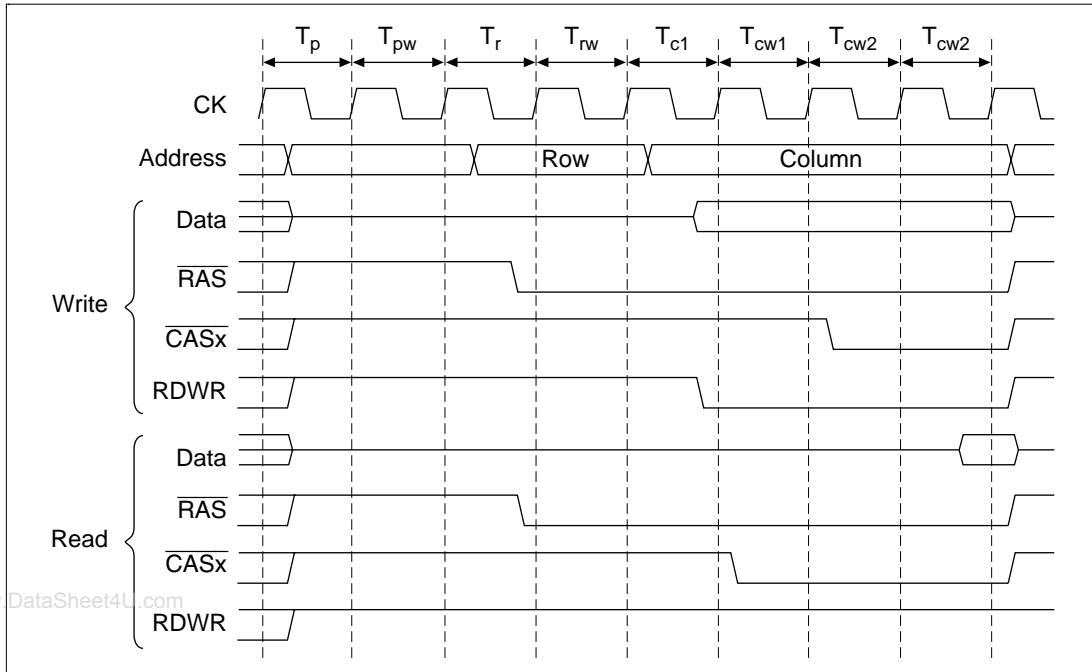 Tp Tpw Tr Trw Tc1 Tcw1 Tcw2 Tcw2
CK
Address Row Column
Write
Data
RAS
CASx
RDWR
Read
Data
RAS
CASx
RDWR
.DataSheet4U.com